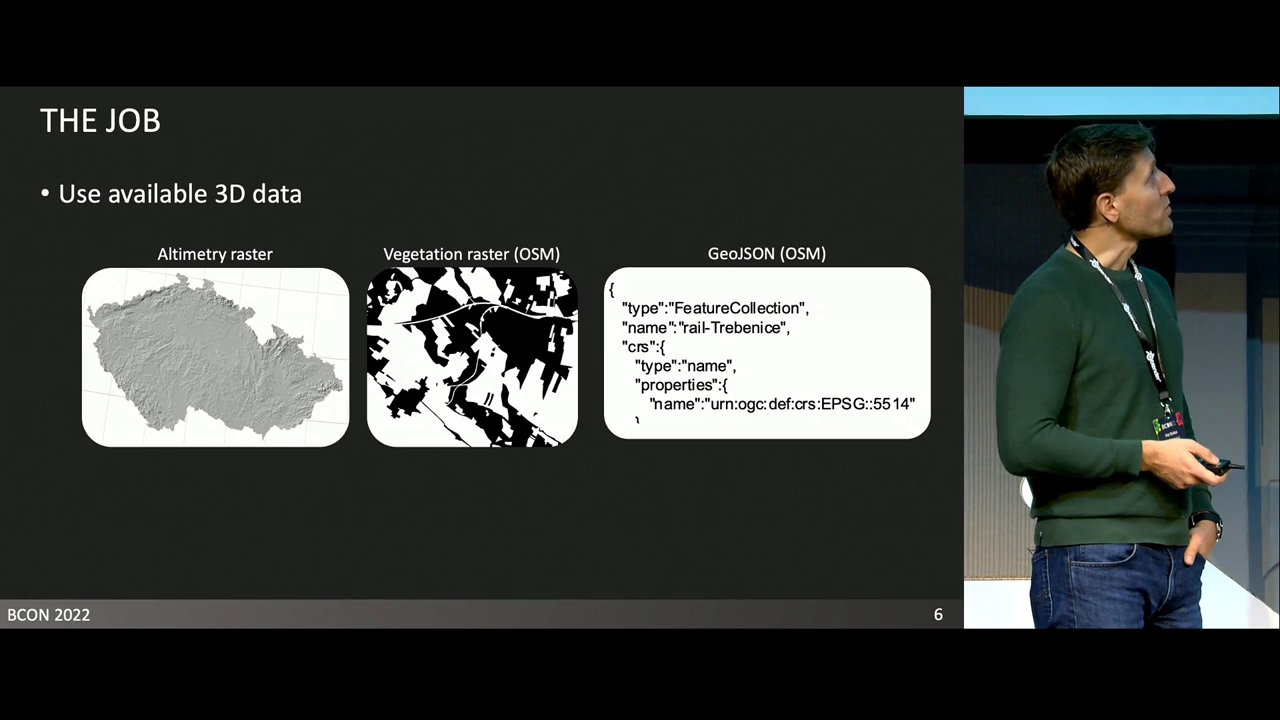 THE JOB
• Use available 3D data
Altimetry raster
Vegetation raster (OSM)
GeoJSON (OSM)
{
"type":"FeatureCollection",
"name":"rail-Trebenice",
"crs":{
"type":"name",
"properties":{
"name":"urn:ogc:def:crs:EPSG::5514"
BCON 2022
6